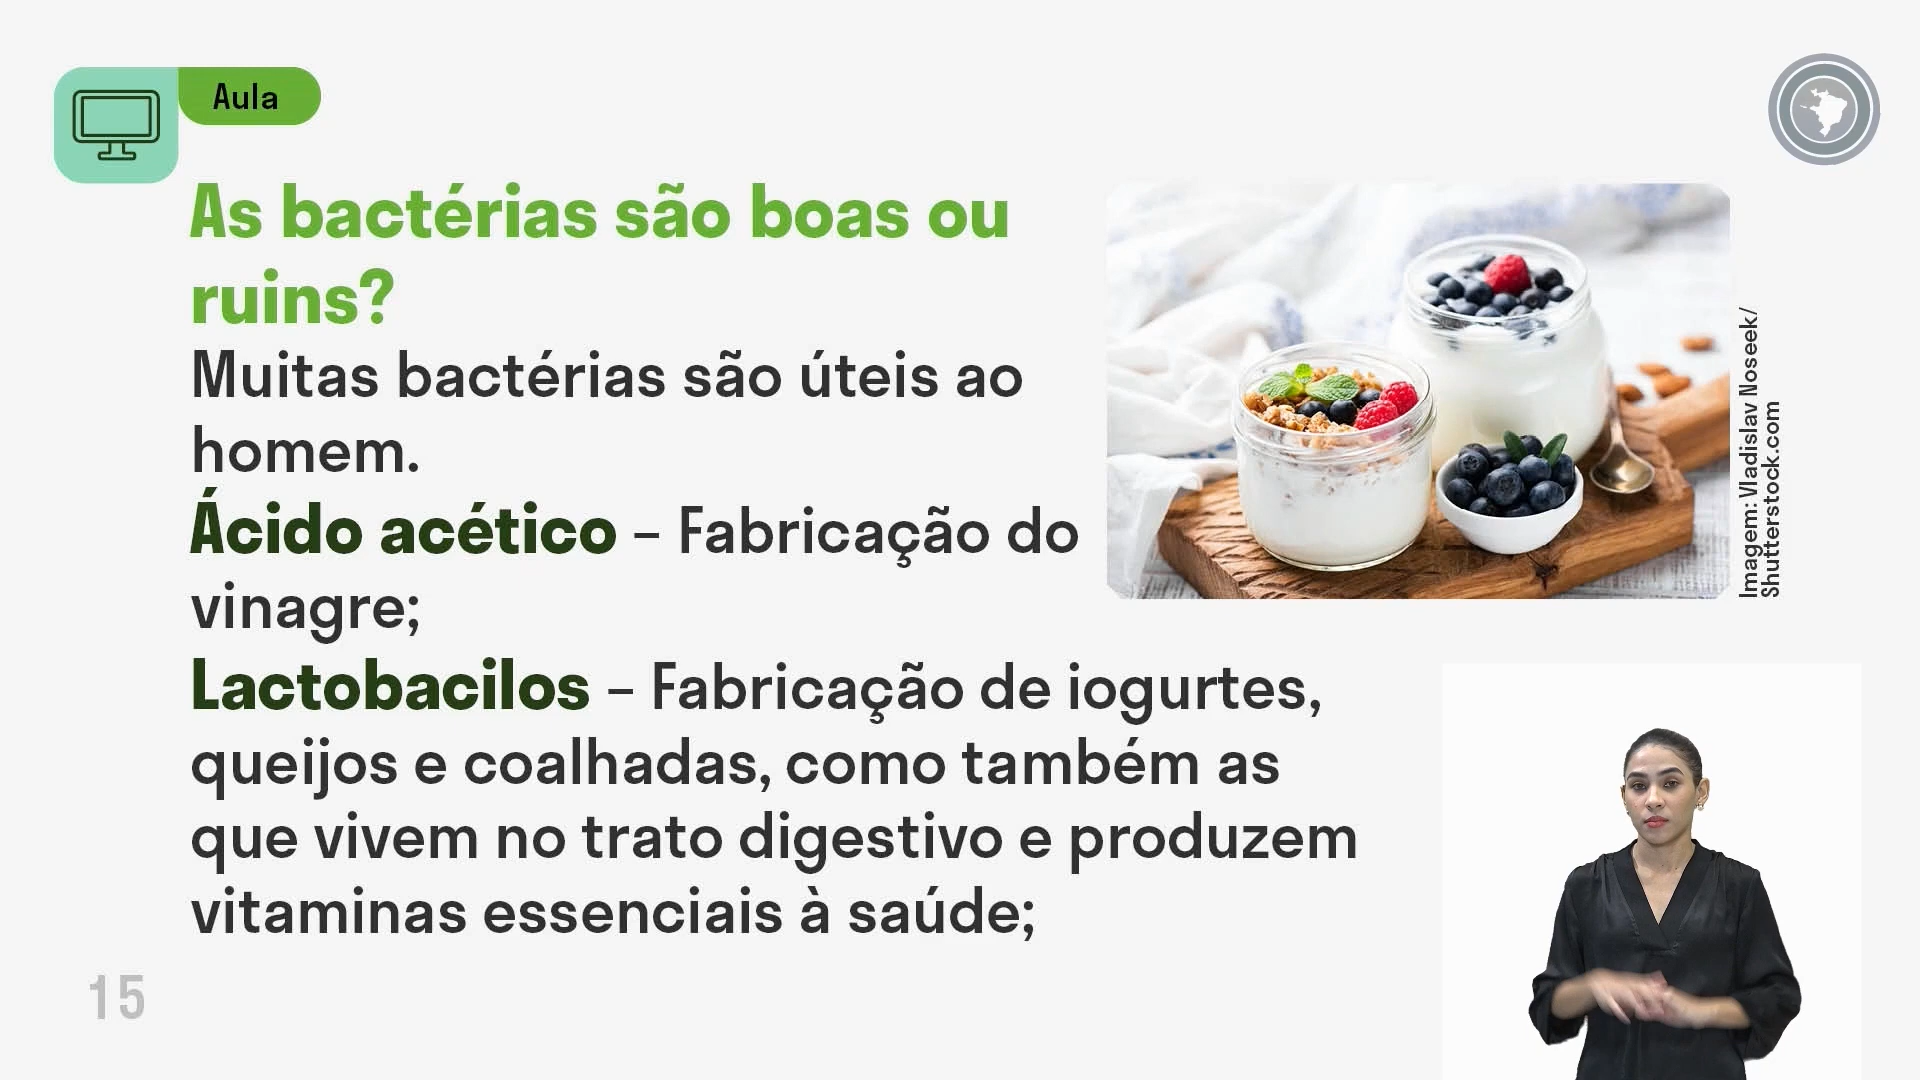 Aula
As bactérias são boas ou
ruins?
Muitas bactérias são úteis ao
homem.
Ácido acético – Fabricação do
vinagre;
Lactobacilos – Fabricação de iogurtes,
queijos e coalhadas, como também as
que vivem no trato digestivo e produzem
vitaminas essenciais à saúde;
Imagem: Vladislav Noseek/
Shutterstock.com
15